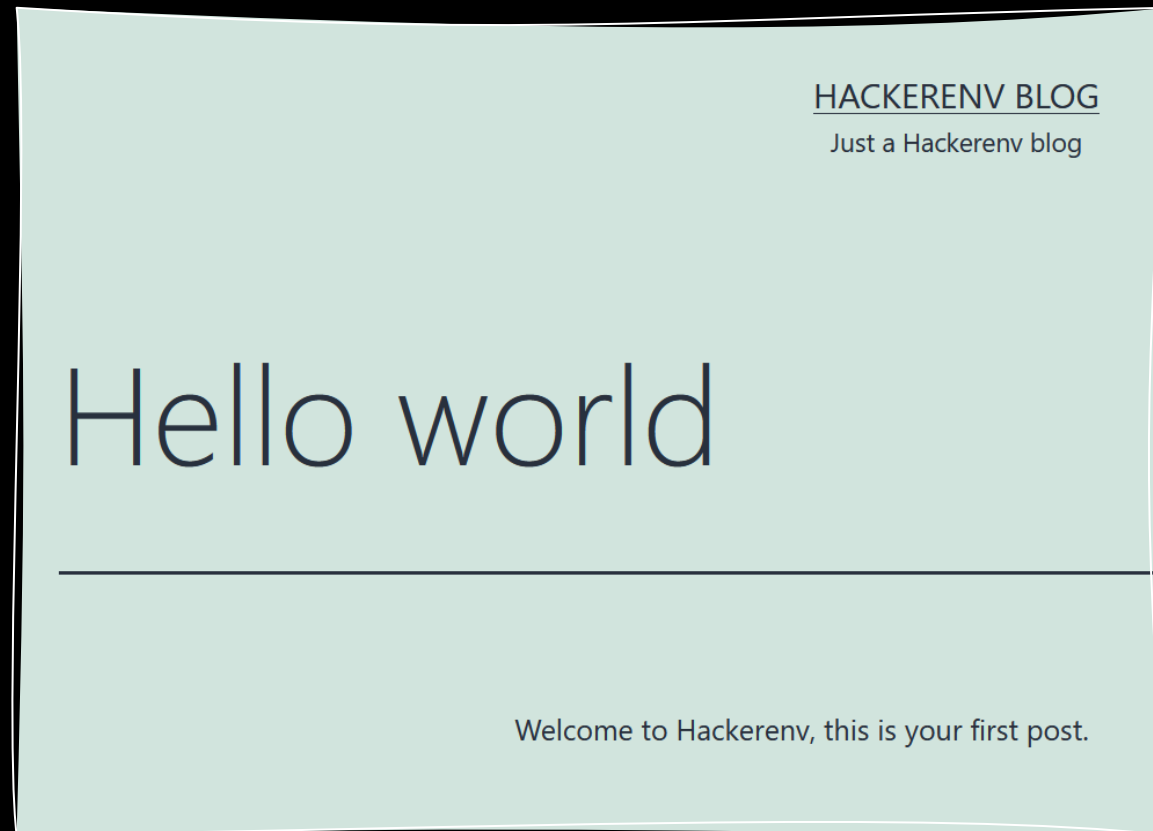 HACKERENV BLOG
Just a Hackerenv blog
Hello world
Welcome to Hackerenv, this is your first post.